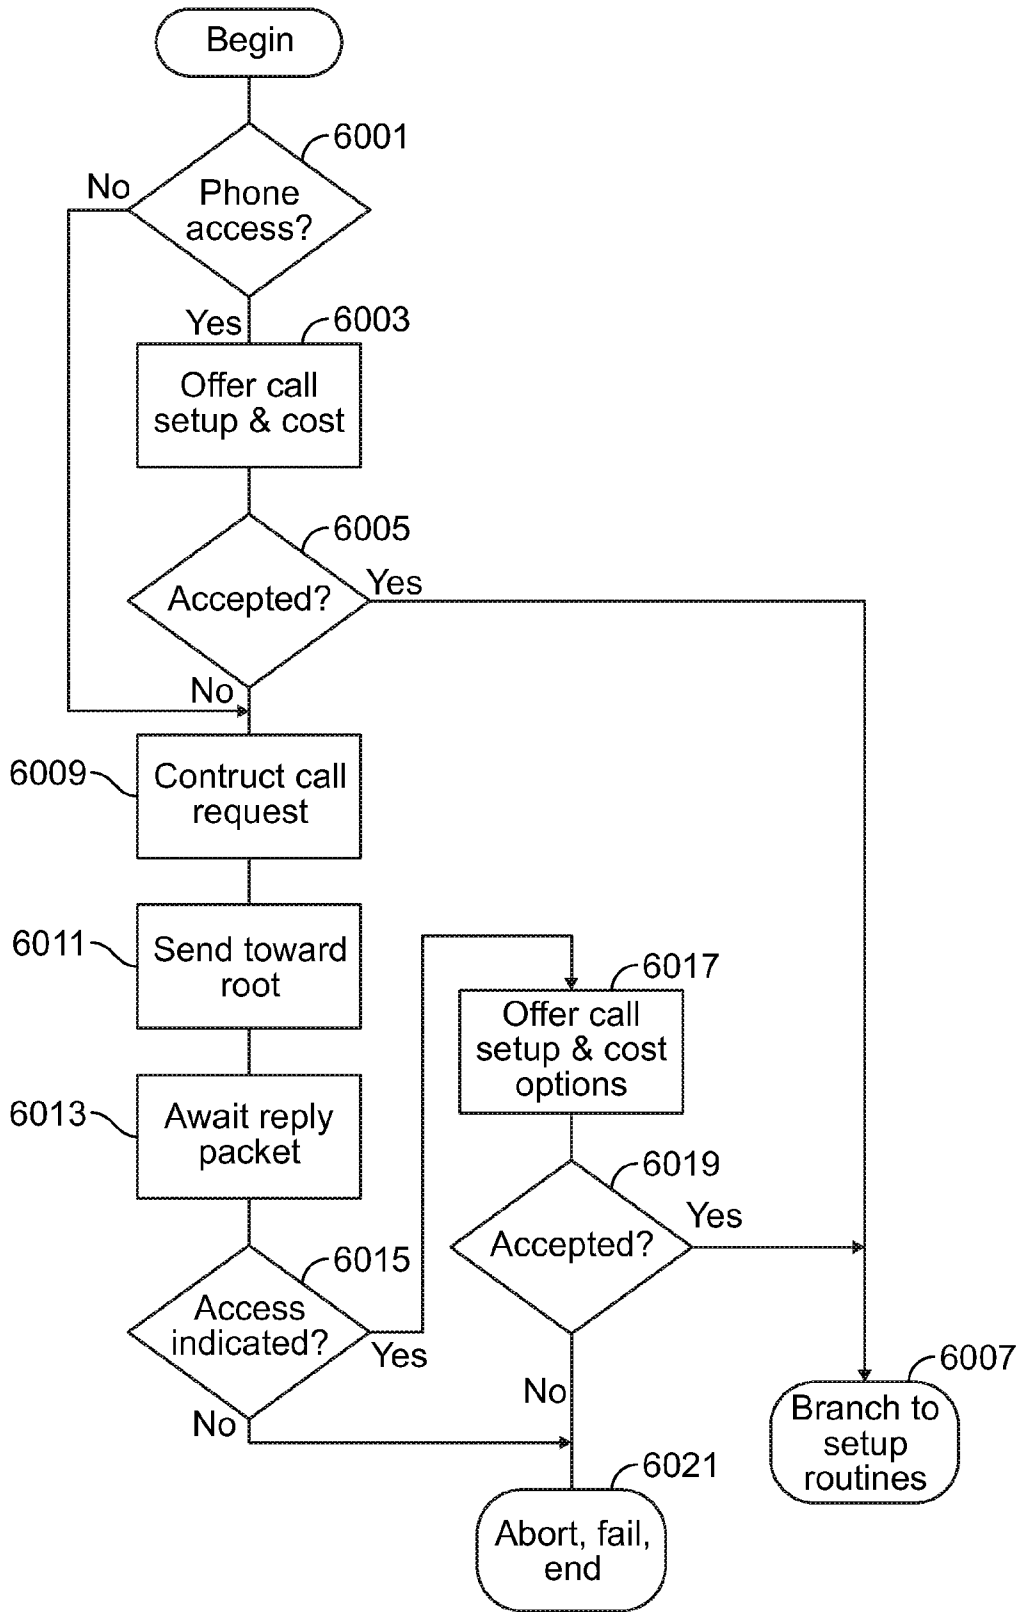 Begin
6001
No
Phone
access?
Yes
6003
Offer call
setup & cost
6005
Accepted?
Yes
No
6009
Contruct call
request
6011
Send toward
root
6017
Offer call
setup & cost
options
6013
Await reply
packet
6019
Accepted?
Yes
6015
Access
indicated?
Yes
No
No
6007
Branch to
setup
routines
6021
Abort, fail,
end